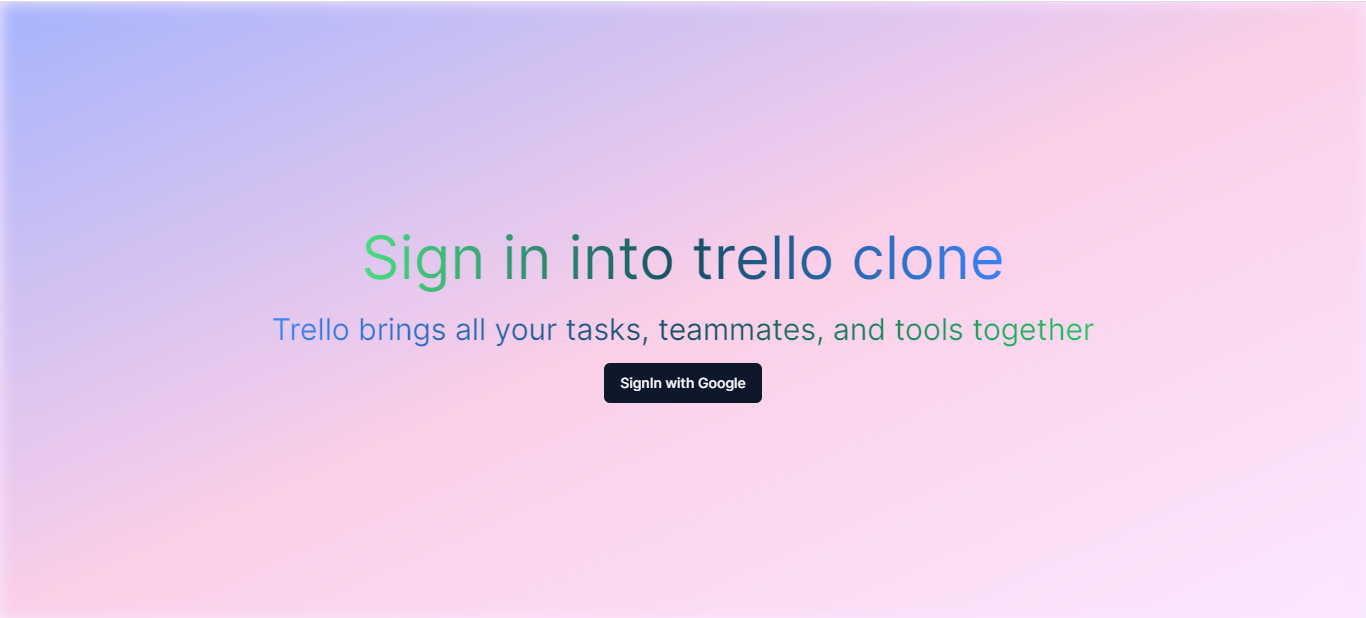 Sign in into trello clone
Trello brings all your tasks, teammates, and tools together
SignIn with Google